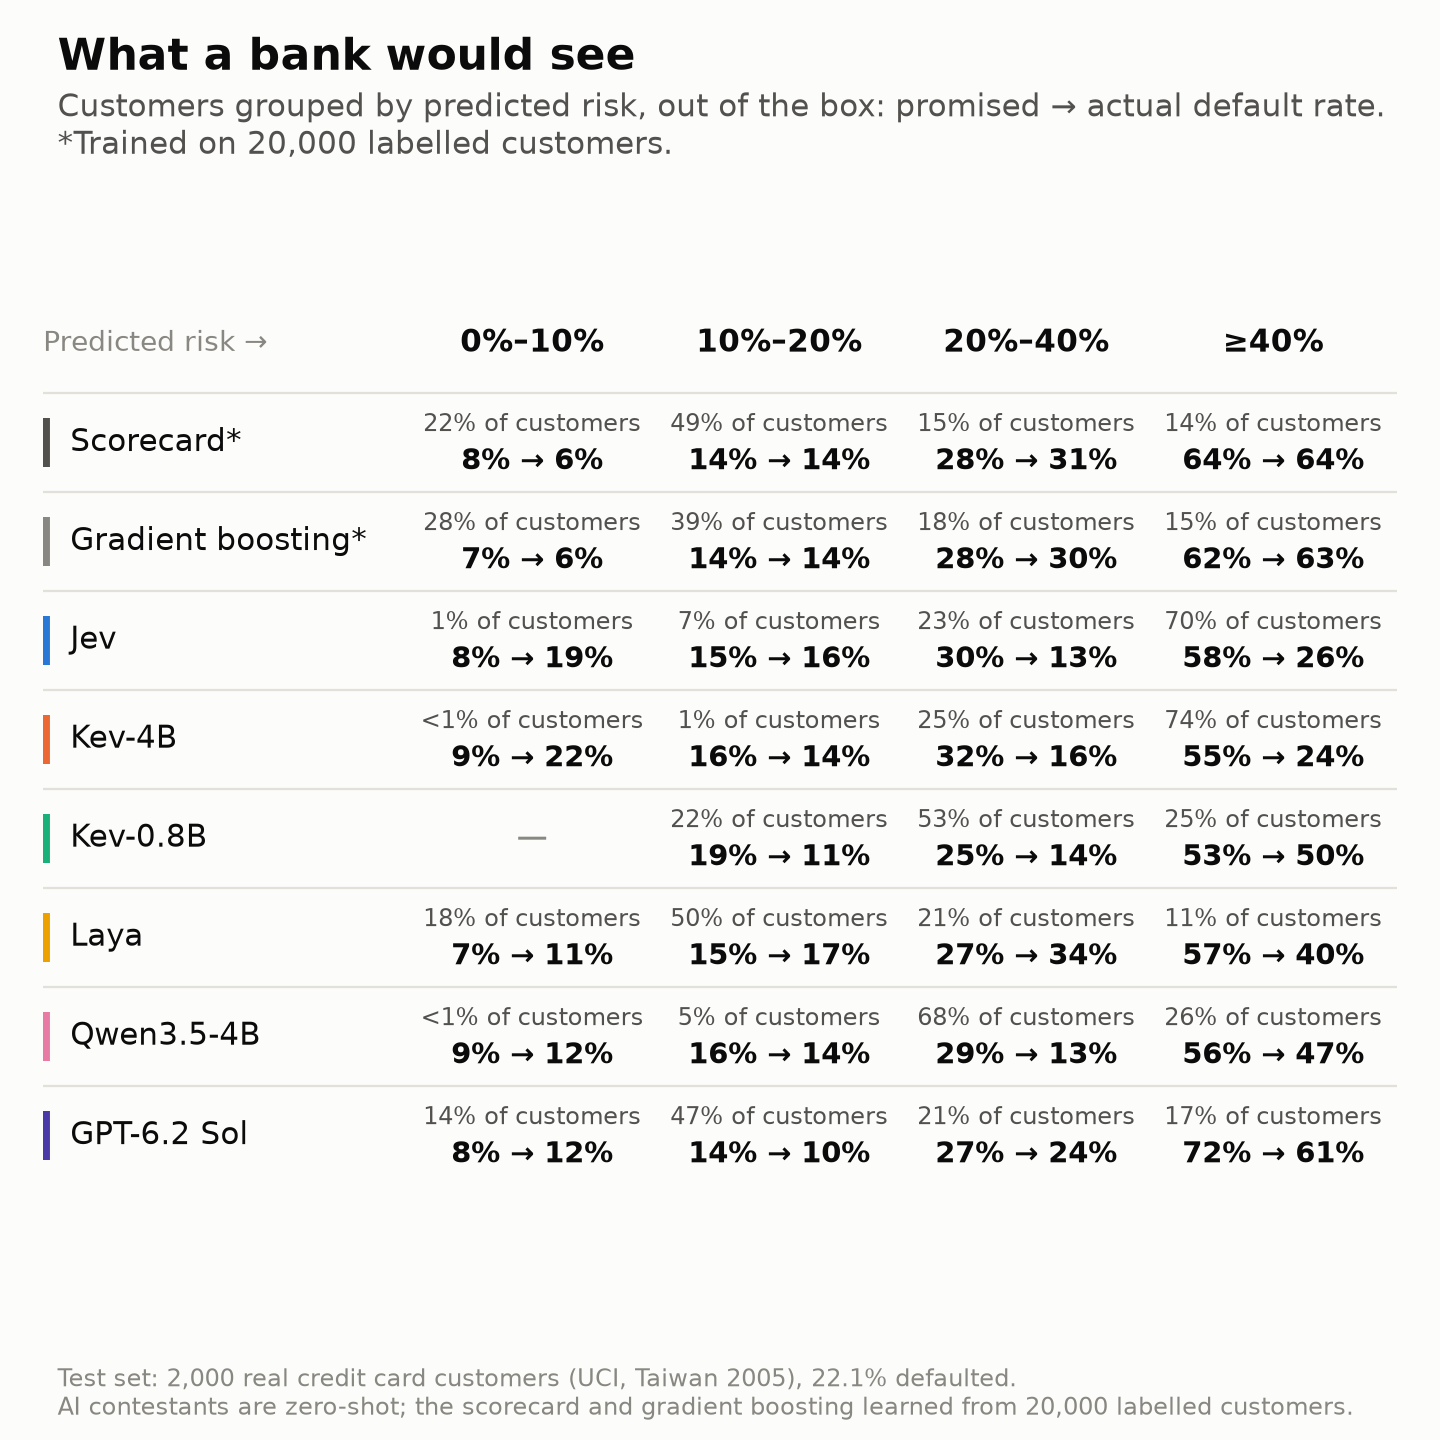 What a bank would see
Customers grouped by predicted risk, out of the box: promised → actual default rate.
*Trained on 20,000 labelled customers.
Predicted risk → 0%–10% 10%–20% 20%–40% ≥40%
22% of customers 49% of customers 15% of customers 14% of customers
Scorecard*
8% → 6% 14% → 14% 28% → 31% 64% → 64%
28% of customers 39% of customers 18% of customers 15% of customers
Gradient boosting*
7% → 6% 14% → 14% 28% → 30% 62% → 63%
1% of customers 7% of customers 23% of customers 70% of customers
Jev
8% → 19% 15% → 16% 30% → 13% 58% → 26%
<1% of customers 1% of customers 25% of customers 74% of customers
Kev-4B
9% → 22% 16% → 14% 32% → 16% 55% → 24%
22% of customers 53% of customers 25% of customers
Kev-0.8B —
19% → 11% 25% → 14% 53% → 50%
18% of customers 50% of customers 21% of customers 11% of customers
Laya
7% → 11% 15% → 17% 27% → 34% 57% → 40%
<1% of customers 5% of customers 68% of customers 26% of customers
Qwen3.5-4B
9% → 12% 16% → 14% 29% → 13% 56% → 47%
14% of customers 47% of customers 21% of customers 17% of customers
GPT-6.2 Sol
8% → 12% 14% → 10% 27% → 24% 72% → 61%
Test set: 2,000 real credit card customers (UCI, Taiwan 2005), 22.1% defaulted.
AI contestants are zero-shot; the scorecard and gradient boosting learned from 20,000 labelled customers.